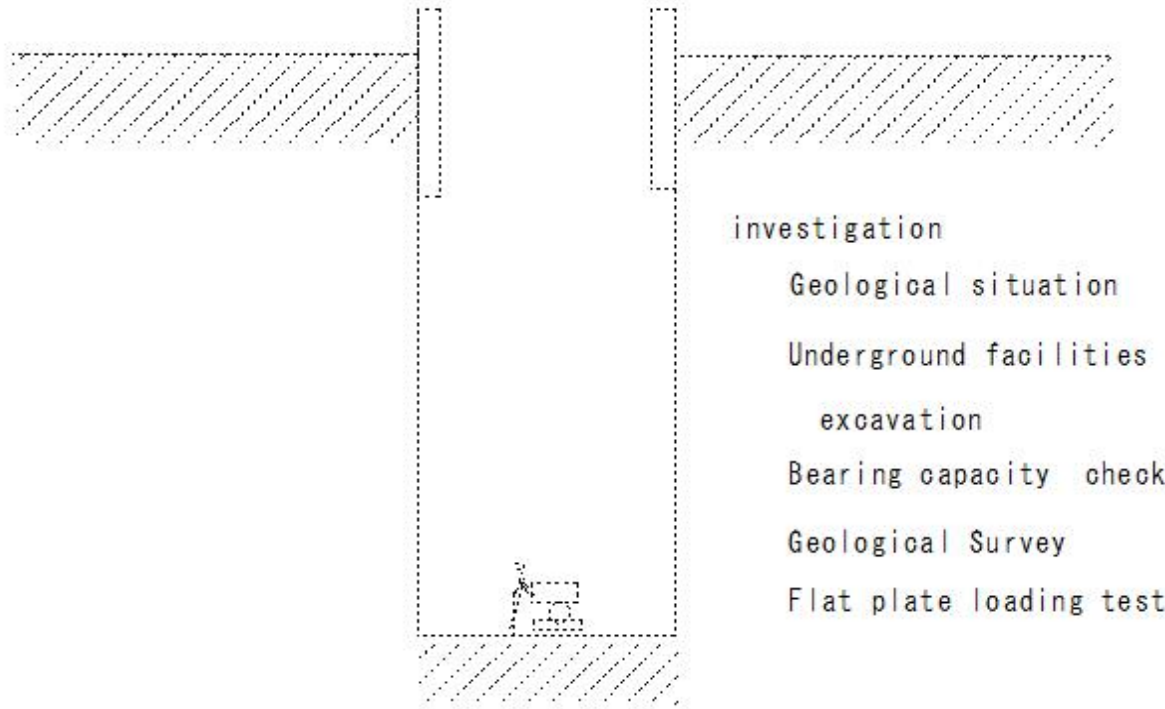 investigation
Geological situation
Underground facilities
excavation
Bearing capacity check
Geological Survey
Flat plate loading test